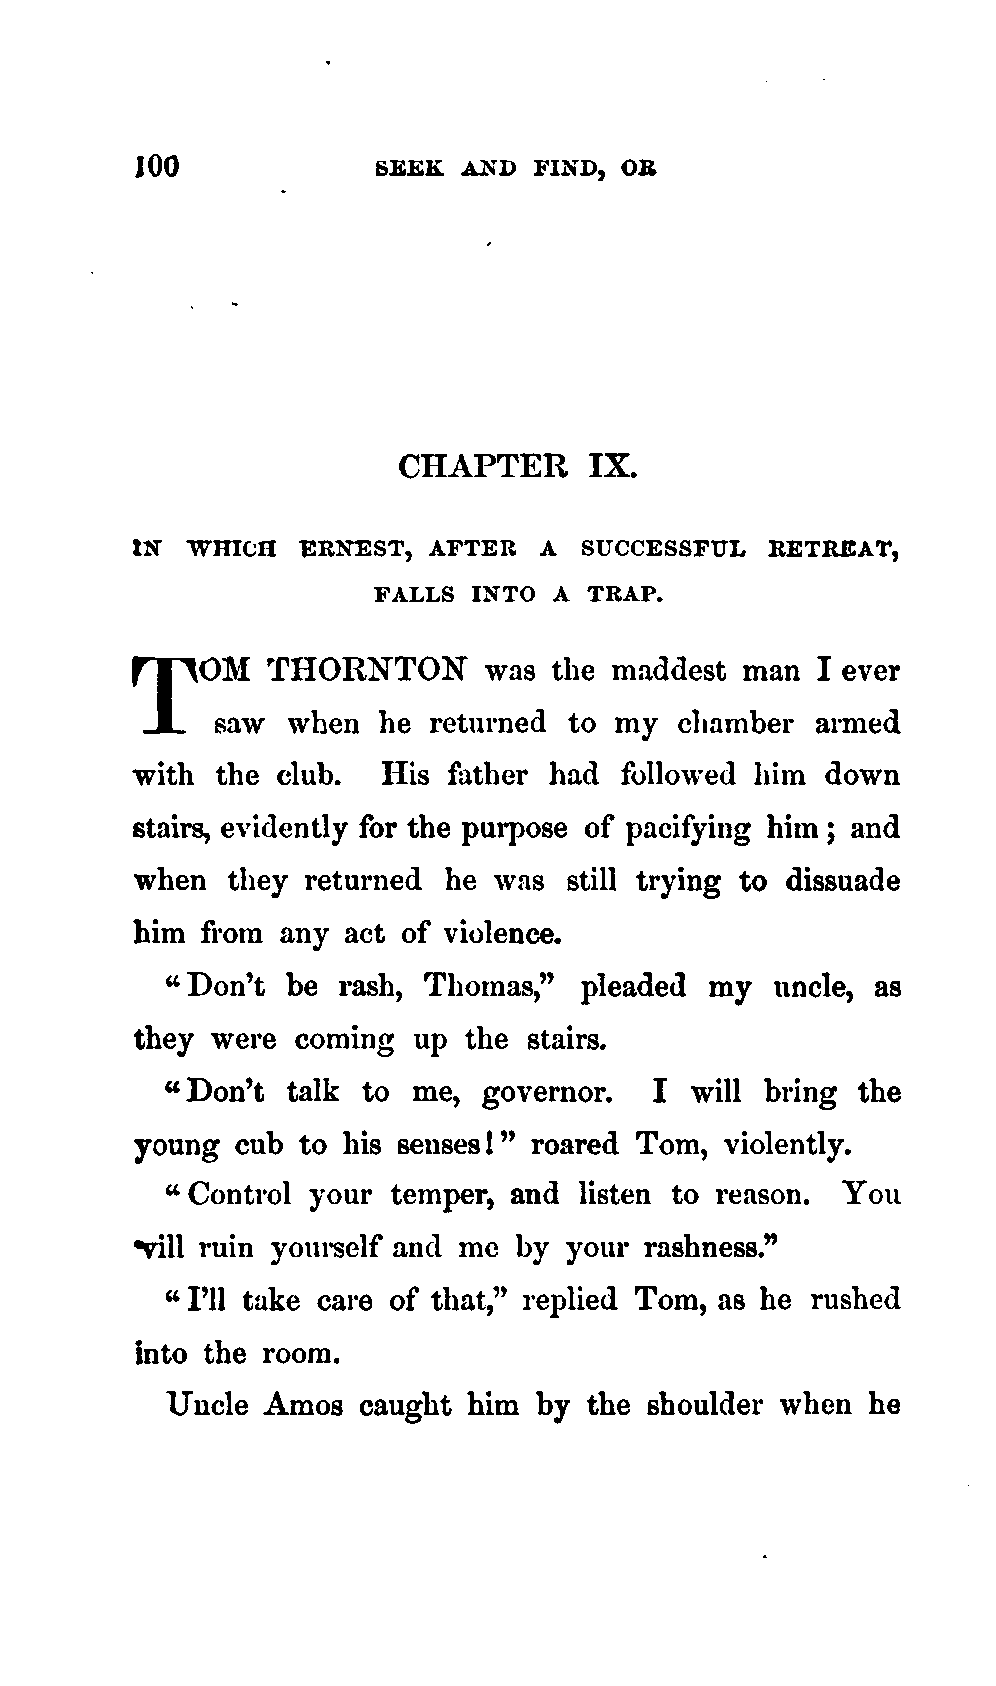 100 SEEK AND FIND, OR
CHAPTER IX.
IN WHICH ERNEST, AFTER A SUCCESSFUL RETREAT,
FALLS INTO A TRAP.
TOM THORNTON was the maddest man I ever
saw when he returned to my chamber armed
with the club. His father had followed him down
stairs, evidently for the purpose of pacifying him; and
when they returned he was still trying to dissuade
him from any act of violence.
"Don't be rash, Thomas," pleaded my uncle, as
they were coming up the stairs.
"Don't talk to me, governor. I will bring the
young cub to his senses!" roared Tom, violently.
"Control your temper, and listen to reason. You
will ruin yourself and me by your rashness."
"I'll take care of that," replied Tom, as he rushed
into the room.
Uncle Amos caught him by the shoulder when he